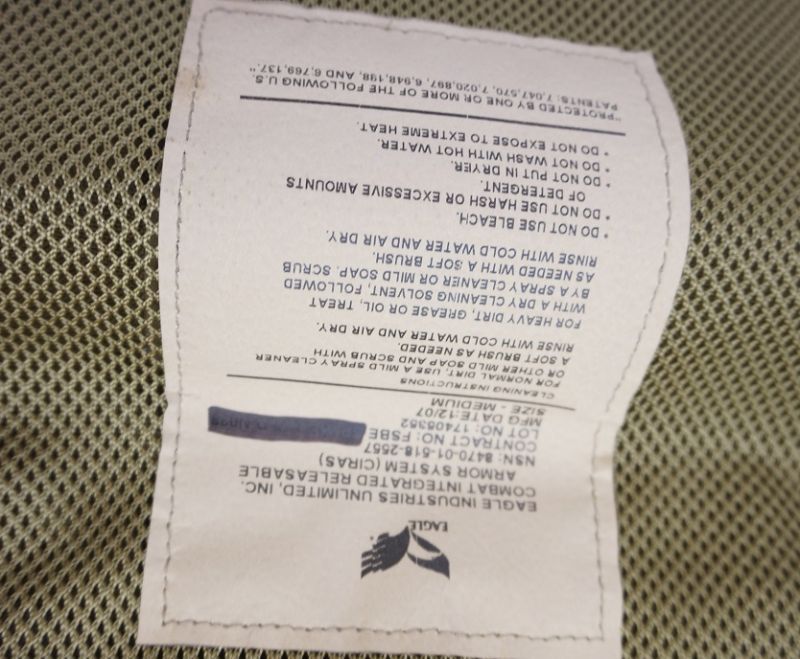 EAGLE
EAGLE INDUSTRIES UNLIMITED, INC.
COMBAT INTEGRATED RELEASABLE
ARMOR SYSTEM (CIRAS)
NSN: 8470-01-518-2557
CONTRACT NO: FSBE
LOT NO: 17405352
MFG DATE:12/07
SIZE - MEDIUM
CLEANING INSTRUCTIONS
FOR NORMAL DIRT, USE A MILD SPRAY CLEANER
OR OTHER MILD SOAP AND SCRUB WITH
A SOFT BRUSH AS NEEDED.
RINSE WITH COLD WATER AND AIR DRY.
FOR HEAVY DIRT, GREASE OR OIL, TREAT
WITH A DRY CLEANING SOLVENT, FOLLOWED
BY A SPRAY CLEANER OR MILD SOAP. SCRUB
AS NEEDED WITH A SOFT BRUSH.
RINSE WITH COLD WATER AND AIR DRY.
• DO NOT USE BLEACH.
• DO NOT USE HARSH OR EXCESSIVE AMOUNTS
OF DETERGENT.
• DO NOT PUT IN DRYER.
• DO NOT WASH WITH HOT WATER.
• DO NOT EXPOSE TO EXTREME HEAT.
"PROTECTED BY ONE OR MORE OF THE FOLLOWING U.S.
PATENTS: 7,047,570, 7,020,897, 6,948,198, AND 6,769,137."